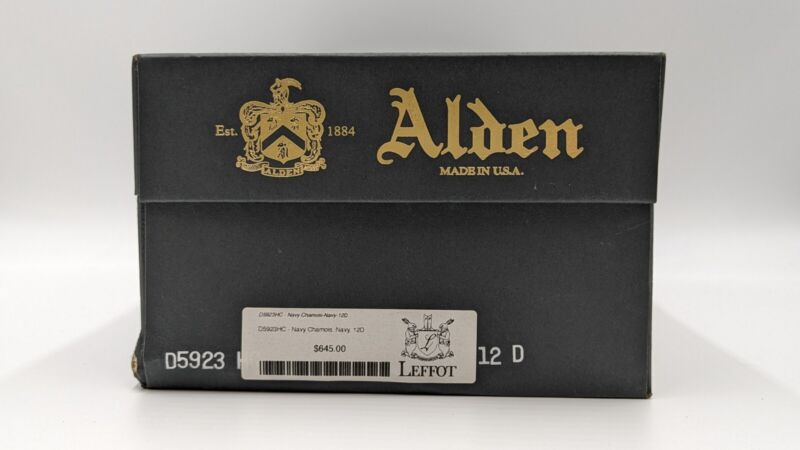 Est. 1884
ALDEN
Alden
MADE IN U.S.A.
D5923HC - Navy Chamois-Navy-12D
D5923HC - Navy Chamois. Navy. 12D
$645.00
LEFFOT
D5923 12 D